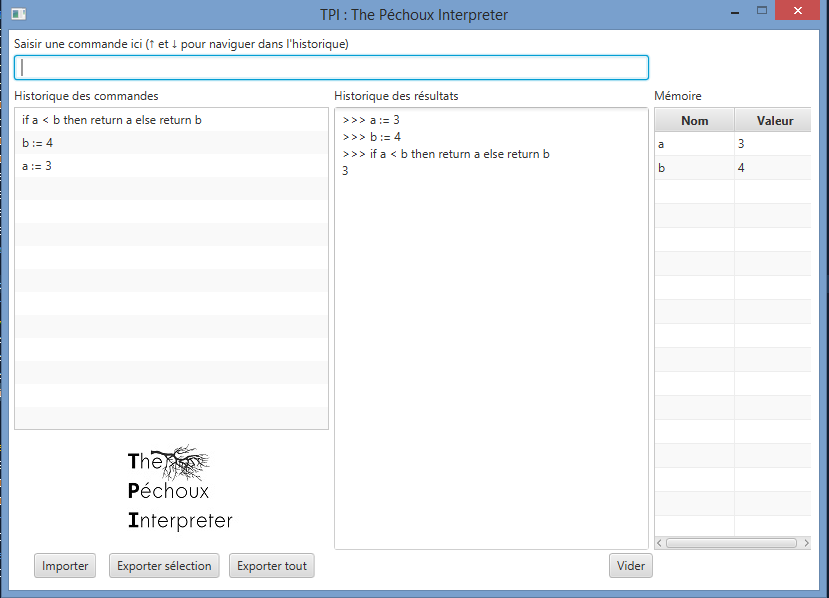 TPI : The Péchoux Interpreter
Saisir une commande ici (↑ et ↓ pour naviguer dans l'historique)
Historique des commandes
if a < b then return a else return b
b := 4
a := 3
Historique des résultats
>>> a := 3
>>> b := 4
>>> if a < b then return a else return b
3
Mémoire
Nom Valeur
a 3
b 4
The
Péchoux
Interpreter
Importer Exporter sélection Exporter tout Vider